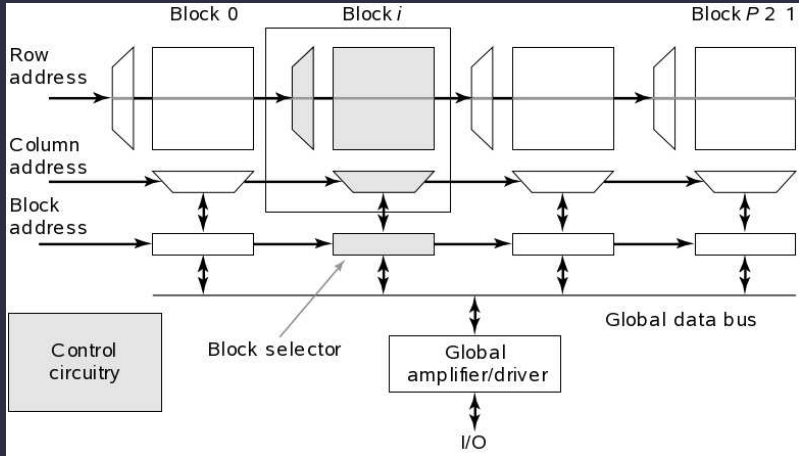 Block 0
Block i
Block P 2 1
Row
address
Column
address
Block
address
Global data bus
Block selector
Control
circuitry
Global
amplifier/driver
I/O